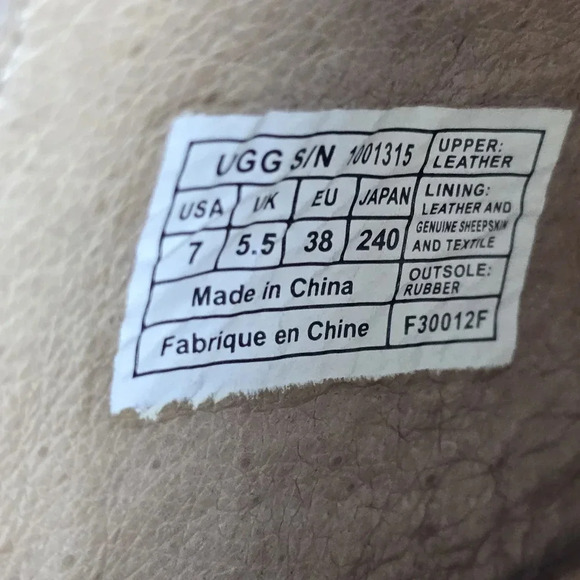 UGG S/N 1001315
UPPER:
LEATHER
USA UK EU JAPAN
7 5.5 38 240
LINING:
LEATHER AND
GENUINE SHEEPSKIN
AND TEXTILE
Made in China
OUTSOLE:
RUBBER
Fabrique en Chine
F30012F